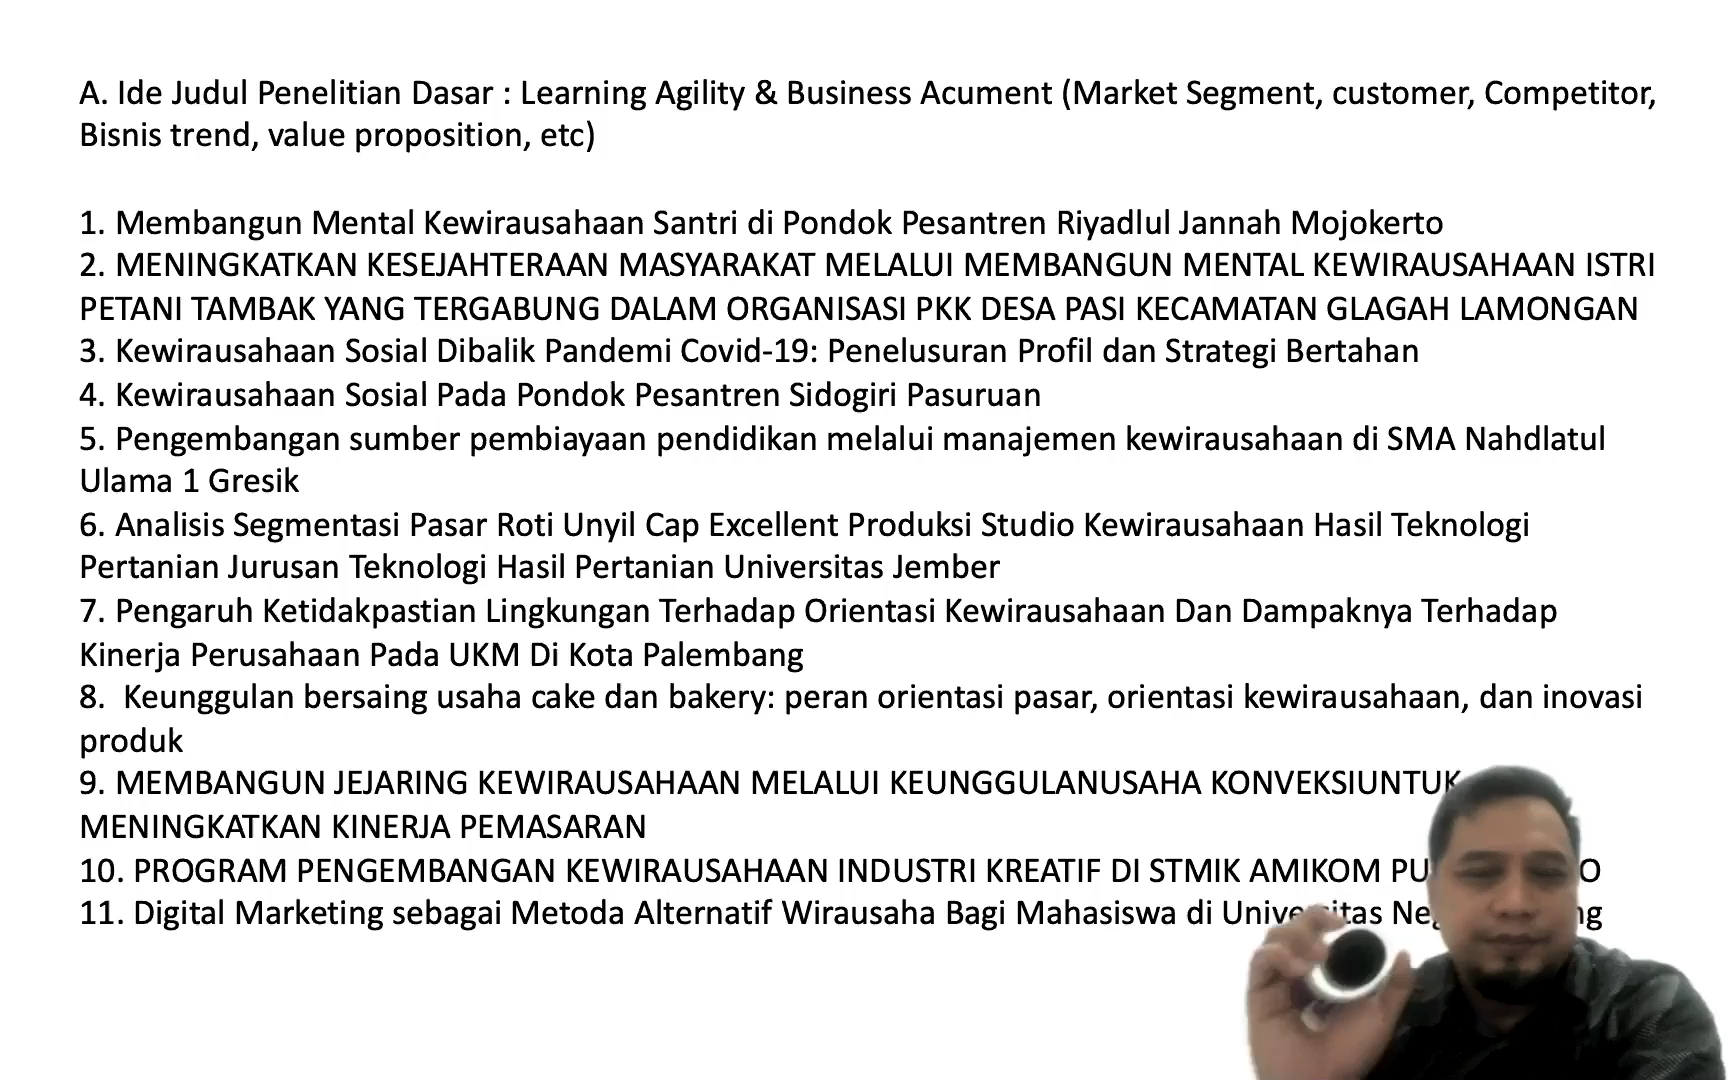 A. Ide Judul Penelitian Dasar : Learning Agility & Business Acument (Market Segment, customer, Competitor,
Bisnis trend, value proposition, etc)
1. Membangun Mental Kewirausahaan Santri di Pondok Pesantren Riyadlul Jannah Mojokerto
2. MENINGKATKAN KESEJAHTERAAN MASYARAKAT MELALUI MEMBANGUN MENTAL KEWIRAUSAHAAN ISTRI
PETANI TAMBAK YANG TERGABUNG DALAM ORGANISASI PKK DESA PASI KECAMATAN GLAGAH LAMONGAN
3. Kewirausahaan Sosial Dibalik Pandemi Covid-19: Penelusuran Profil dan Strategi Bertahan
4. Kewirausahaan Sosial Pada Pondok Pesantren Sidogiri Pasuruan
5. Pengembangan sumber pembiayaan pendidikan melalui manajemen kewirausahaan di SMA Nahdlatul
Ulama 1 Gresik
6. Analisis Segmentasi Pasar Roti Unyil Cap Excellent Produksi Studio Kewirausahaan Hasil Teknologi
Pertanian Jurusan Teknologi Hasil Pertanian Universitas Jember
7. Pengaruh Ketidakpastian Lingkungan Terhadap Orientasi Kewirausahaan Dan Dampaknya Terhadap
Kinerja Perusahaan Pada UKM Di Kota Palembang
8.  Keunggulan bersaing usaha cake dan bakery: peran orientasi pasar, orientasi kewirausahaan, dan inovasi
produk
9. MEMBANGUN JEJARING KEWIRAUSAHAAN MELALUI KEUNGGULANUSAHA KONVEKSIUNTUK
MENINGKATKAN KINERJA PEMASARAN
10. PROGRAM PENGEMBANGAN KEWIRAUSAHAAN INDUSTRI KREATIF DI STMIK AMIKOM
11. Digital Marketing sebagai Metoda Alternatif Wirausaha Bagi Mahasiswa di Universitas